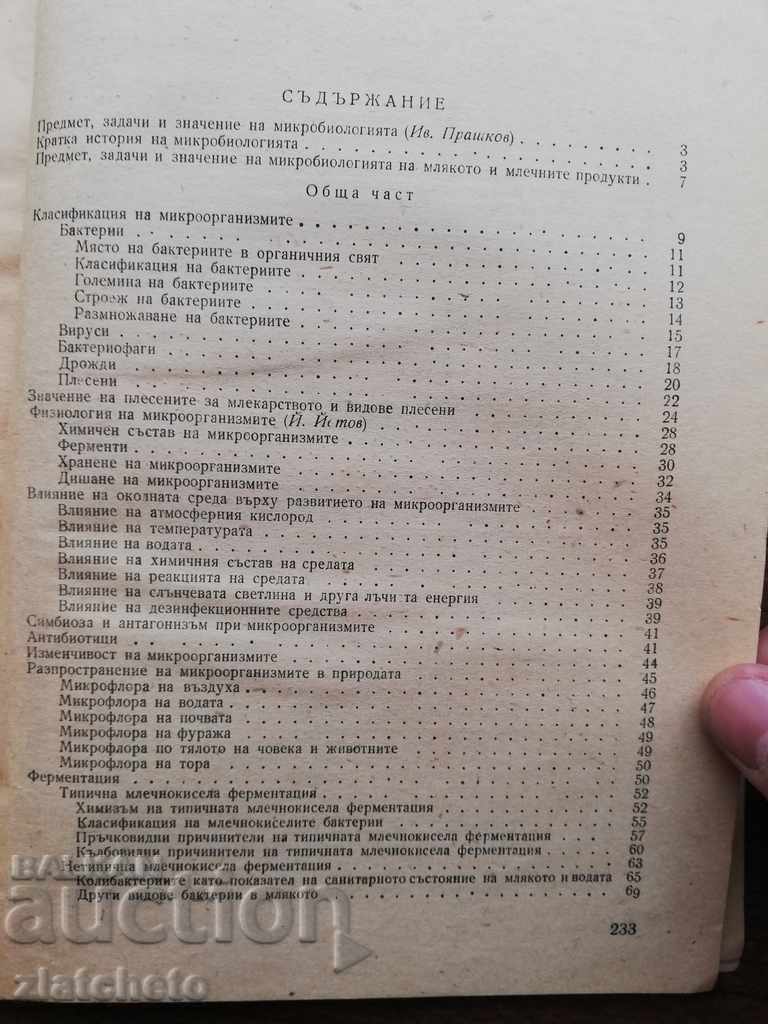 СЪДЪРЖАНИЕ
Предмет, задачи и значение на микробиологията (Ив. Прашков) . . . . . . . 3
Кратка история на микробиологията . . . . . . . 3
Предмет, задачи и значение на микробиологията на млякото и млечните продукти . 7
Обща част
Класификация на микроорганизмите . . . . . . . 9
Бактерии . . . . . . . 11
Място на бактериите в органичния свят . . . . . . . 11
Класификация на бактериите . . . . . . . 12
Големина на бактериите . . . . . . . 13
Строеж на бактериите . . . . . . . 14
Размножаване на бактериите . . . . . . . 15
Вируси . . . . . . . 17
Бактериофаги . . . . . . . 18
Дрожди . . . . . . . 20
Плесени . . . . . . . 22
Значение на плесените за млекарството и видове плесени . . . . . . . 24
Физиология на микроорганизмите (Й. Йотов) . . . . . . . 28
Химичен състав на микроорганизмите . . . . . . . 28
Ферменти . . . . . . . 30
Хранене на микроорганизмите . . . . . . . 32
Дишане на микроорганизмите . . . . . . . 34
Влияние на околната среда върху развитието на микроорганизмите . . . . . . . 35
Влияние на атмосферния кислород . . . . . . . 35
Влияние на температурата . . . . . . . 35
Влияние на водата . . . . . . . 36
Влияние на химичния състав на средата . . . . . . . 37
Влияние на реакцията на средата . . . . . . . 38
Влияние на слънчевата светлина и друга лъчиста енергия . . . . . . . 39
Влияние на дезинфекционните средства . . . . . . . 39
Симбиоза и антагонизъм при микроорганизмите . . . . . . . 41
Антибиотици . . . . . . . 41
Изменчивост на микроорганизмите . . . . . . . 44
Разпространение на микроорганизмите в природата . . . . . . . 45
Микрофлора на въздуха . . . . . . . 46
Микрофлора на водата . . . . . . . 47
Микрофлора на почвата . . . . . . . 48
Микрофлора на фуража . . . . . . . 49
Микрофлора по тялото на човека и животните . . . . . . . 49
Микрофлора на тора . . . . . . . 50
Ферментация . . . . . . . 50
Типична млечнокисела ферментация . . . . . . . 52
Химизъм на типичната млечнокисела ферментация . . . . . . . 52
Класификация на млечнокиселите бактерии . . . . . . . 55
Пръчковидни причинители на типичната млечнокисела ферментация . . . 57
Кълбовидни причинители на типичната млечнокисела ферментация . . . . 60
Нетипична млечнокисела ферментация . . . . . . . 63
Колибактерии с като показател на санитарното състояние на млякото и водата 65
Други видове бактерии в млякото . . . . . . . 69
233
auction
zlatcheto